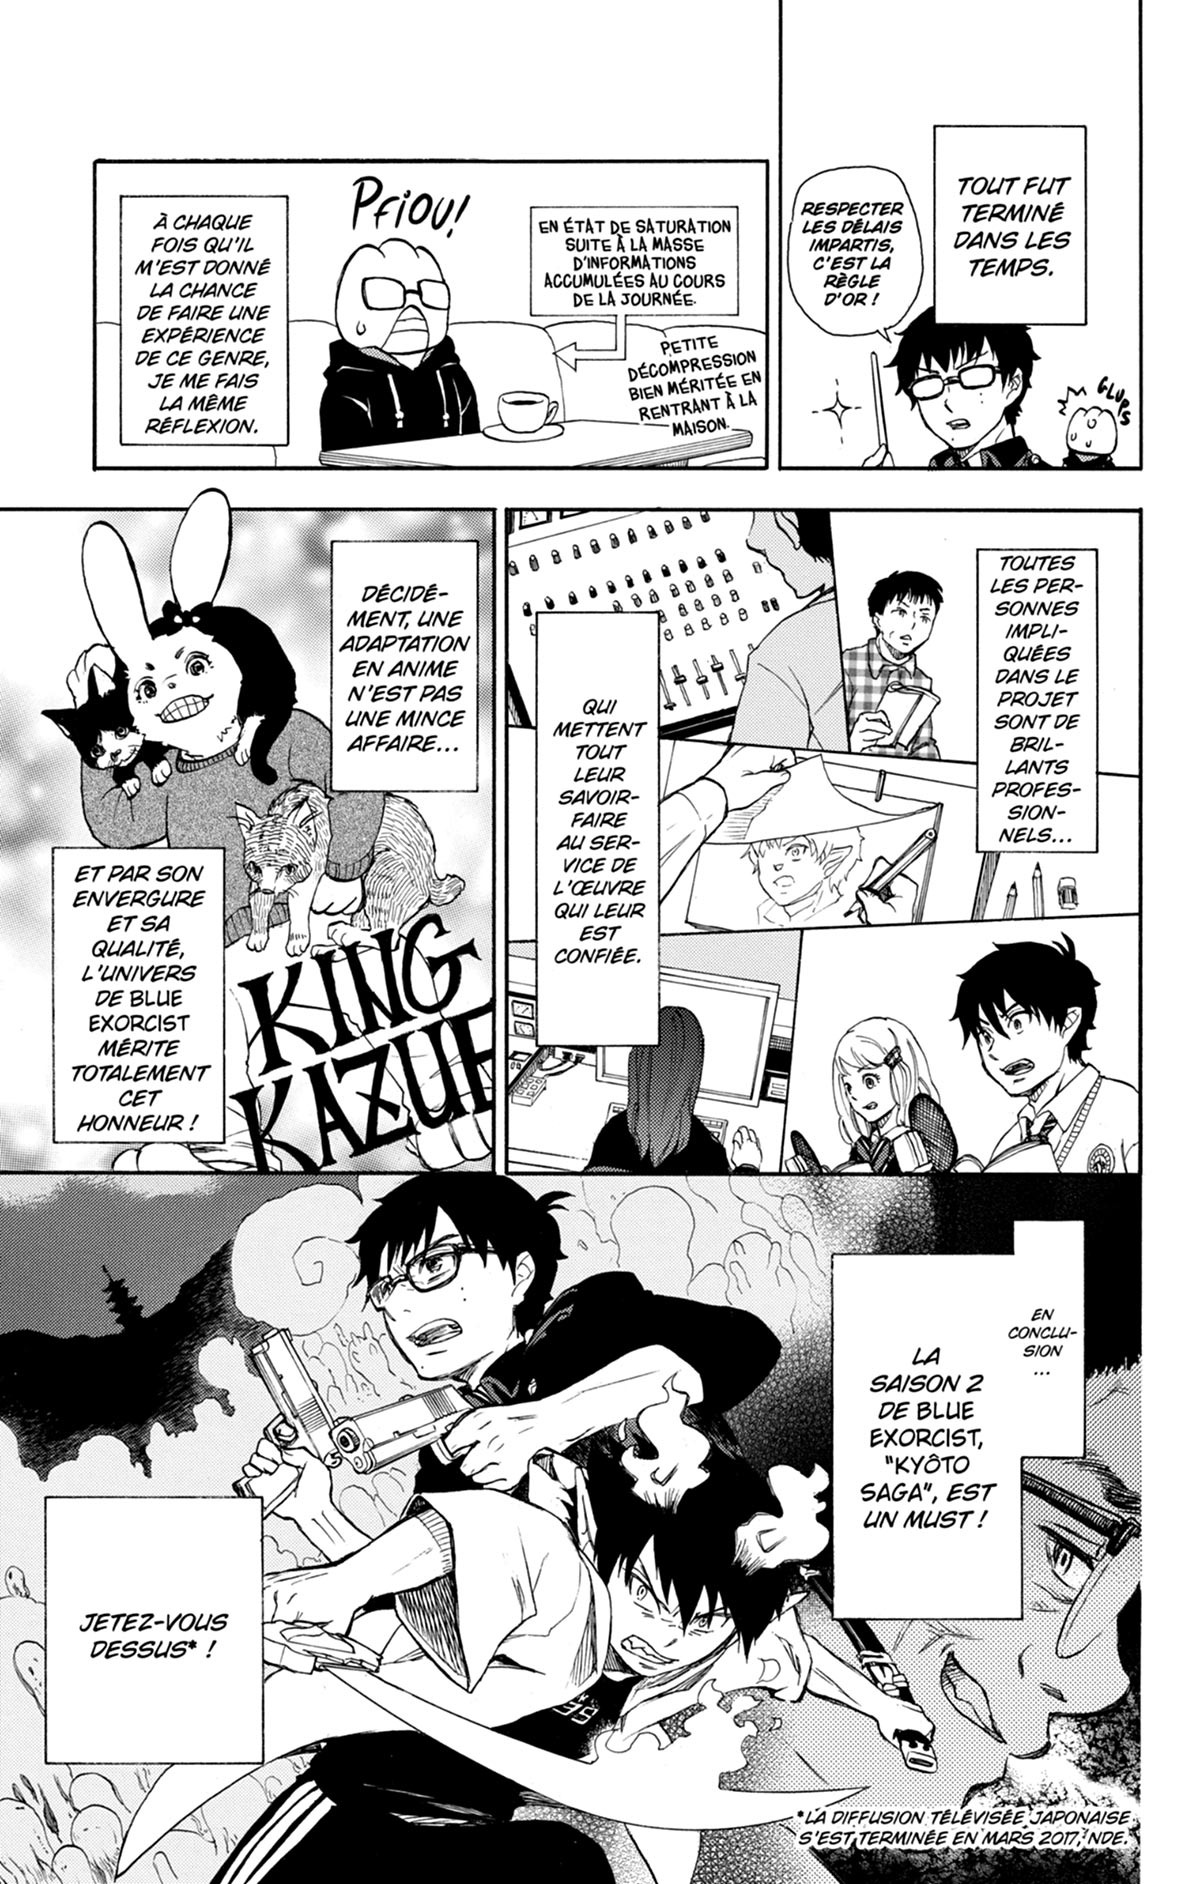 TOUT FUT
TERMINÉ
DANS LES
TEMPS.
RESPECTER
LES DÉLAIS
IMPARTIS,
C'EST LA
RÈGLE
D'OR !
GLUPS
PFIOU!
EN ÉTAT DE SATURATION
SUITE À LA MASSE
D'INFORMATIONS
ACCUMULÉES AU COURS
DE LA JOURNÉE.
PETITE
DÉCOMPRESSION
BIEN MÉRITÉE EN
RENTRANT À LA
MAISON.
À CHAQUE
FOIS QU'IL
M'EST DONNÉ
LA CHANCE
DE FAIRE UNE
EXPÉRIENCE
DE CE GENRE,
JE ME FAIS
LA MÊME
RÉFLEXION.
TOUTES
LES PER-
SONNES
IMPLI-
QUÉES
DANS LE
PROJET
SONT DE
BRIL-
LANTS
PROFES-
SION-
NELS...
QUI
METTENT
TOUT
LEUR
SAVOIR-
FAIRE
AU SER-
VICE DE
L'ŒUVRE
QUI LEUR
EST
CONFIÉE.
DÉCIDÉ-
MENT, UNE
ADAPTATION
EN ANIME
N'EST PAS
UNE MINCE
AFFAIRE...
ET PAR SON
ENVERGURE
ET SA
QUALITÉ,
L'UNIVERS
DE BLUE
EXORCIST
MÉRITE
TOTALEMENT
CET
HONNEUR !
KING
KAZUE
EN
CONCLU-
SION
...
LA
SAISON 2
DE BLUE
EXORCIST,
"KYÔTO
SAGA", EST
UN MUST !
JETEZ-VOUS
DESSUS* !
*LA DIFFUSION TÉLÉVISÉE JAPONAISE
S'EST TERMINÉE EN MARS 2017, NDE.